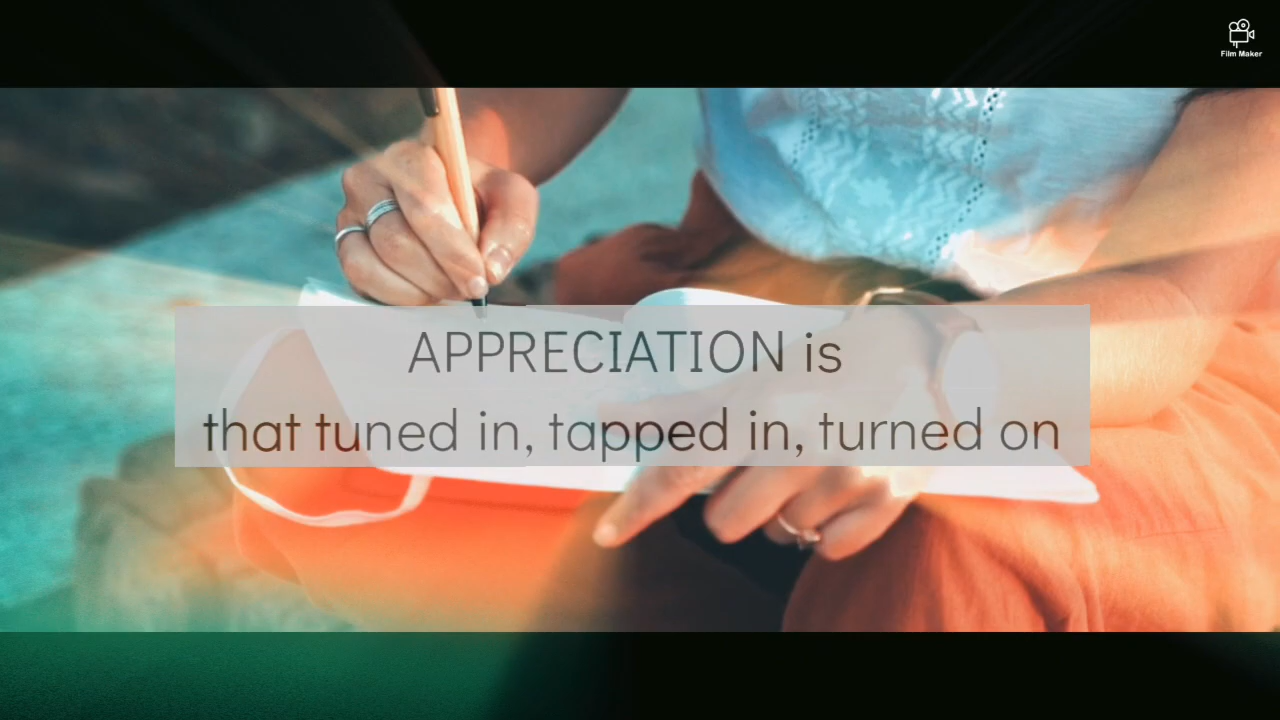 Film Maker
APPRECIATION is
that tuned in, tapped in, turned on